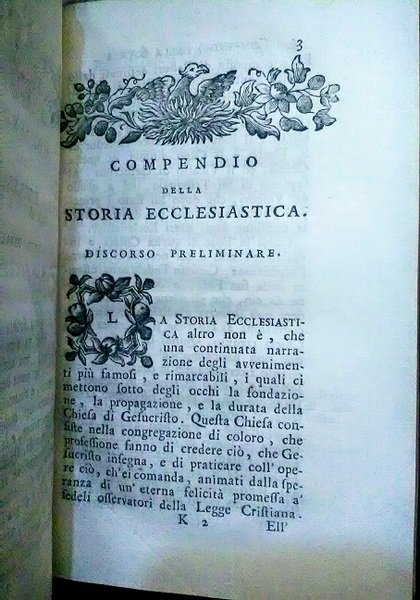 3
COMPENDIO
DELLA
STORIA ECCLESIASTICA.
DISCORSO PRELIMINARE.
LA STORIA ECCLESIASTI-
CA altro non è, che
una continuata narra-
zione degli avvenimen-
ti più famosi, e rimarcabili, i quali ci
mettono sotto degli occhi la fondazio-
ne, la propagazione, e la durata della
Chiesa di Gesucristo. Questa Chiesa con-
siste nella congregazione di coloro, che
professione fanno di credere ciò, che Ge-
sucristo insegna, e di praticare coll' ope-
re ciò, ch'ei comanda, animati dalla spe-
ranza di un' eterna felicità promessa a'
fedeli osservatori della Legge Cristiana.
K 2 Ell'